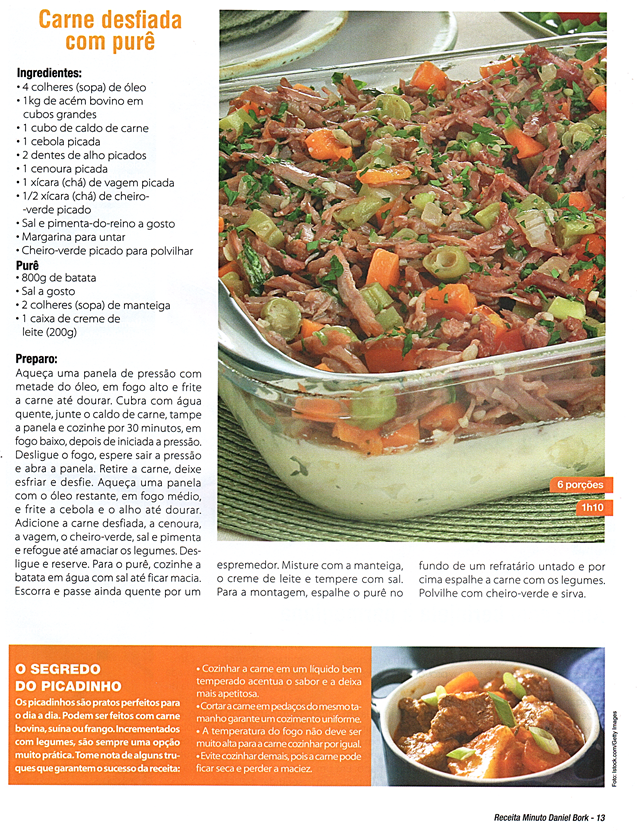 Carne desfiada
com purê
Ingredientes:
• 4 colheres (sopa) de óleo
• 1kg de acém bovino em
cubos grandes
• 1 cubo de caldo de carne
• 1 cebola picada
• 2 dentes de alho picados
• 1 cenoura picada
• 1 xícara (chá) de vagem picada
• 1/2 xícara (chá) de cheiro-
-verde picado
• Sal e pimenta-do-reino a gosto
• Margarina para untar
• Cheiro-verde picado para polvilhar
Purê
• 800g de batata
• Sal a gosto
• 2 colheres (sopa) de manteiga
• 1 caixa de creme de
leite (200g)
Preparo:
Aqueça uma panela de pressão com
metade do óleo, em fogo alto e frite
a carne até dourar. Cubra com água
quente, junte o caldo de carne, tampe
a panela e cozinhe por 30 minutos, em
fogo baixo, depois de iniciada a pressão.
Desligue o fogo, espere sair a pressão
e abra a panela. Retire a carne, deixe
esfriar e desfie. Aqueça uma panela
com o óleo restante, em fogo médio,
e frite a cebola e o alho até dourar.
Adicione a carne desfiada, a cenoura,
a vagem, o cheiro-verde, sal e pimenta
e refogue até amaciar os legumes. Des-
ligue e reserve. Para o purê, cozinhe a
batata em água com sal até ficar macia.
Escorra e passe ainda quente por um
espremedor. Misture com a manteiga,
o creme de leite e tempere com sal.
Para a montagem, espalhe o purê no
fundo de um refratário untado e por
cima espalhe a carne com os legumes.
Polvilhe com cheiro-verde e sirva.
6 porções
1h10
O SEGREDO
DO PICADINHO
Os picadinhos são pratos perfeitos para
o dia a dia. Podem ser feitos com carne
bovina, suína ou frango. Incrementados
com legumes, são sempre uma opção
muito prática. Tome nota de alguns tru-
ques que garantem o sucesso da receita:
• Cozinhar a carne em um líquido bem
temperado acentua o sabor e a deixa
mais apetitosa.
• Cortar a carne em pedaços do mesmo ta-
manho garante um cozimento uniforme.
• A temperatura do fogo não deve ser
muito alta para a carne cozinhar por igual.
• Evite cozinhar demais, pois a carne pode
ficar seca e perder a maciez.
Foto: Istock.com/Getty Images
Receita Minuto Daniel Bork - 13